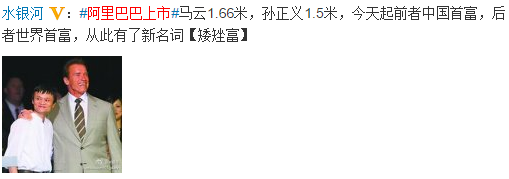 水银河 V：#阿里巴巴上市#马云1.66米，孙正义1.5米，今天起前者中国首富，后
者世界首富，从此有了新名词【矮矬富】